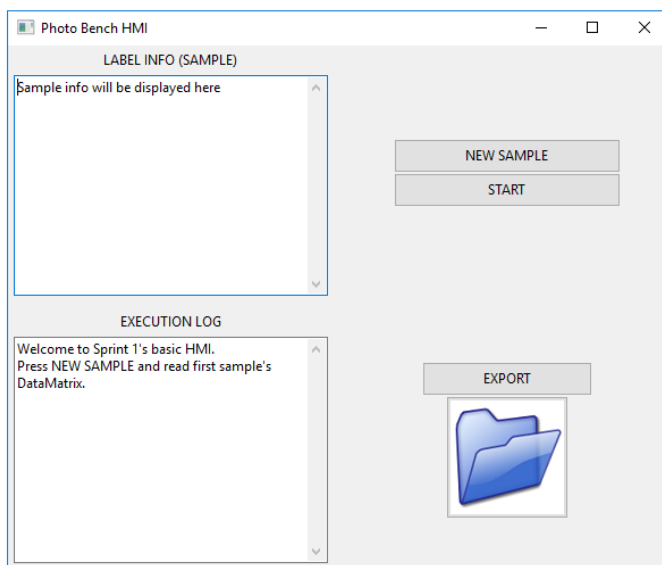 Photo Bench HMI
LABEL INFO (SAMPLE)
Sample info will be displayed here
NEW SAMPLE
START
EXECUTION LOG
Welcome to Sprint 1's basic HMI.
Press NEW SAMPLE and read first sample's
DataMatrix.
EXPORT